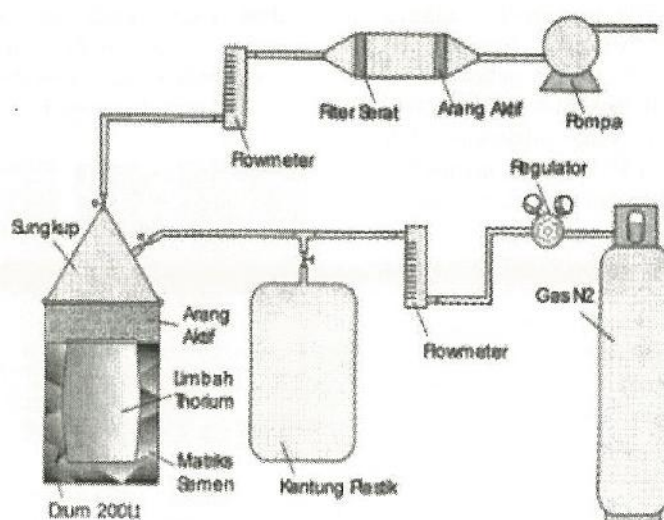 Filter Serat
Arang Aktif
Pompa
Flowmeter
Regulator
Sungkup
Gas N2
Arang
Aktif
Flowmeter
Limbah
Thorium
Matriks
Semen
Kantung Plastik
Drum 200Lt